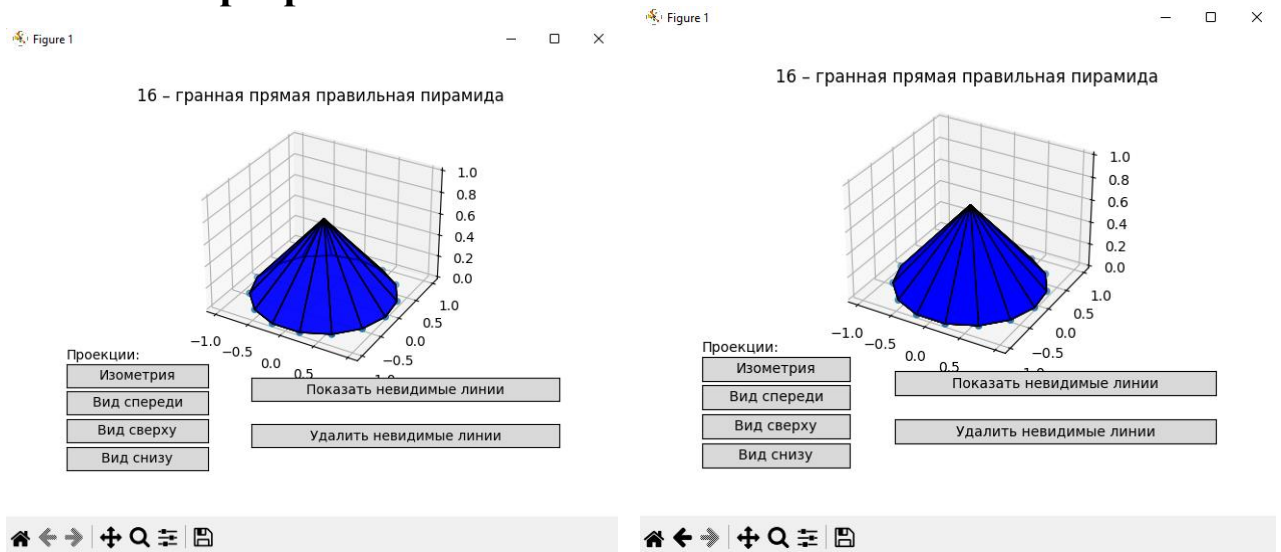 Figure 1
16 – гранная прямая правильная пирамида
1.0
0.8
0.6
0.4
0.2
0.0
1.0
0.5
0.0
−0.5
−1.0
−0.5
0.0
0.5
Проекции:
Изометрия
Вид спереди
Вид сверху
Вид снизу
Показать невидимые линии
Удалить невидимые линии
Figure 1
16 – гранная прямая правильная пирамида
1.0
0.8
0.6
0.4
0.2
0.0
1.0
0.5
0.0
−0.5
−1.0
−0.5
0.0
0.5
Проекции:
Изометрия
Вид спереди
Вид сверху
Вид снизу
Показать невидимые линии
Удалить невидимые линии